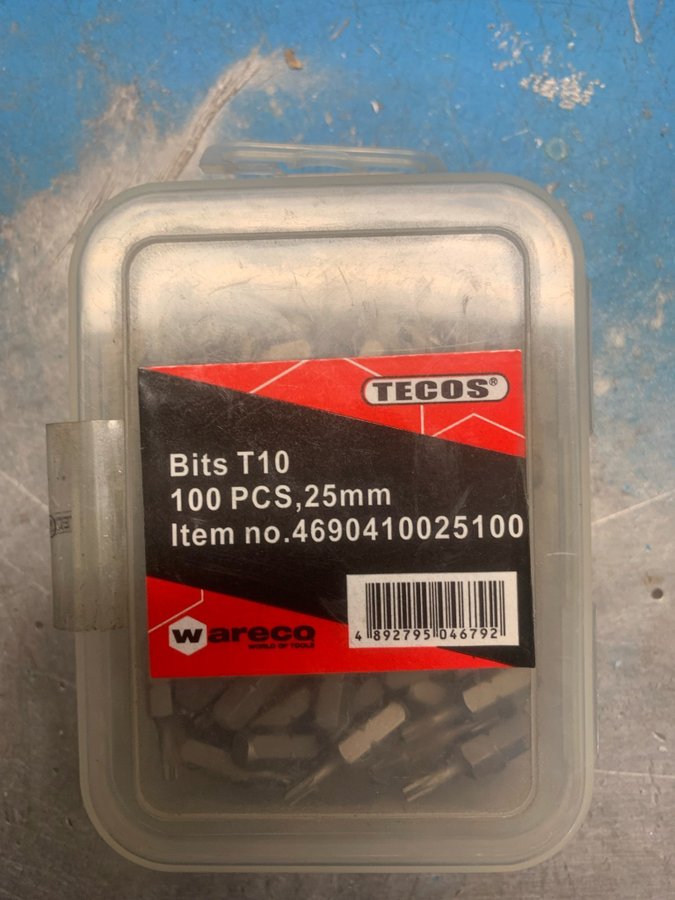 TECOS®
Bits T10
100 PCS,25mm
Item no.4690410025100
wareco
WORLD OF TOOLS
4 892795 046792